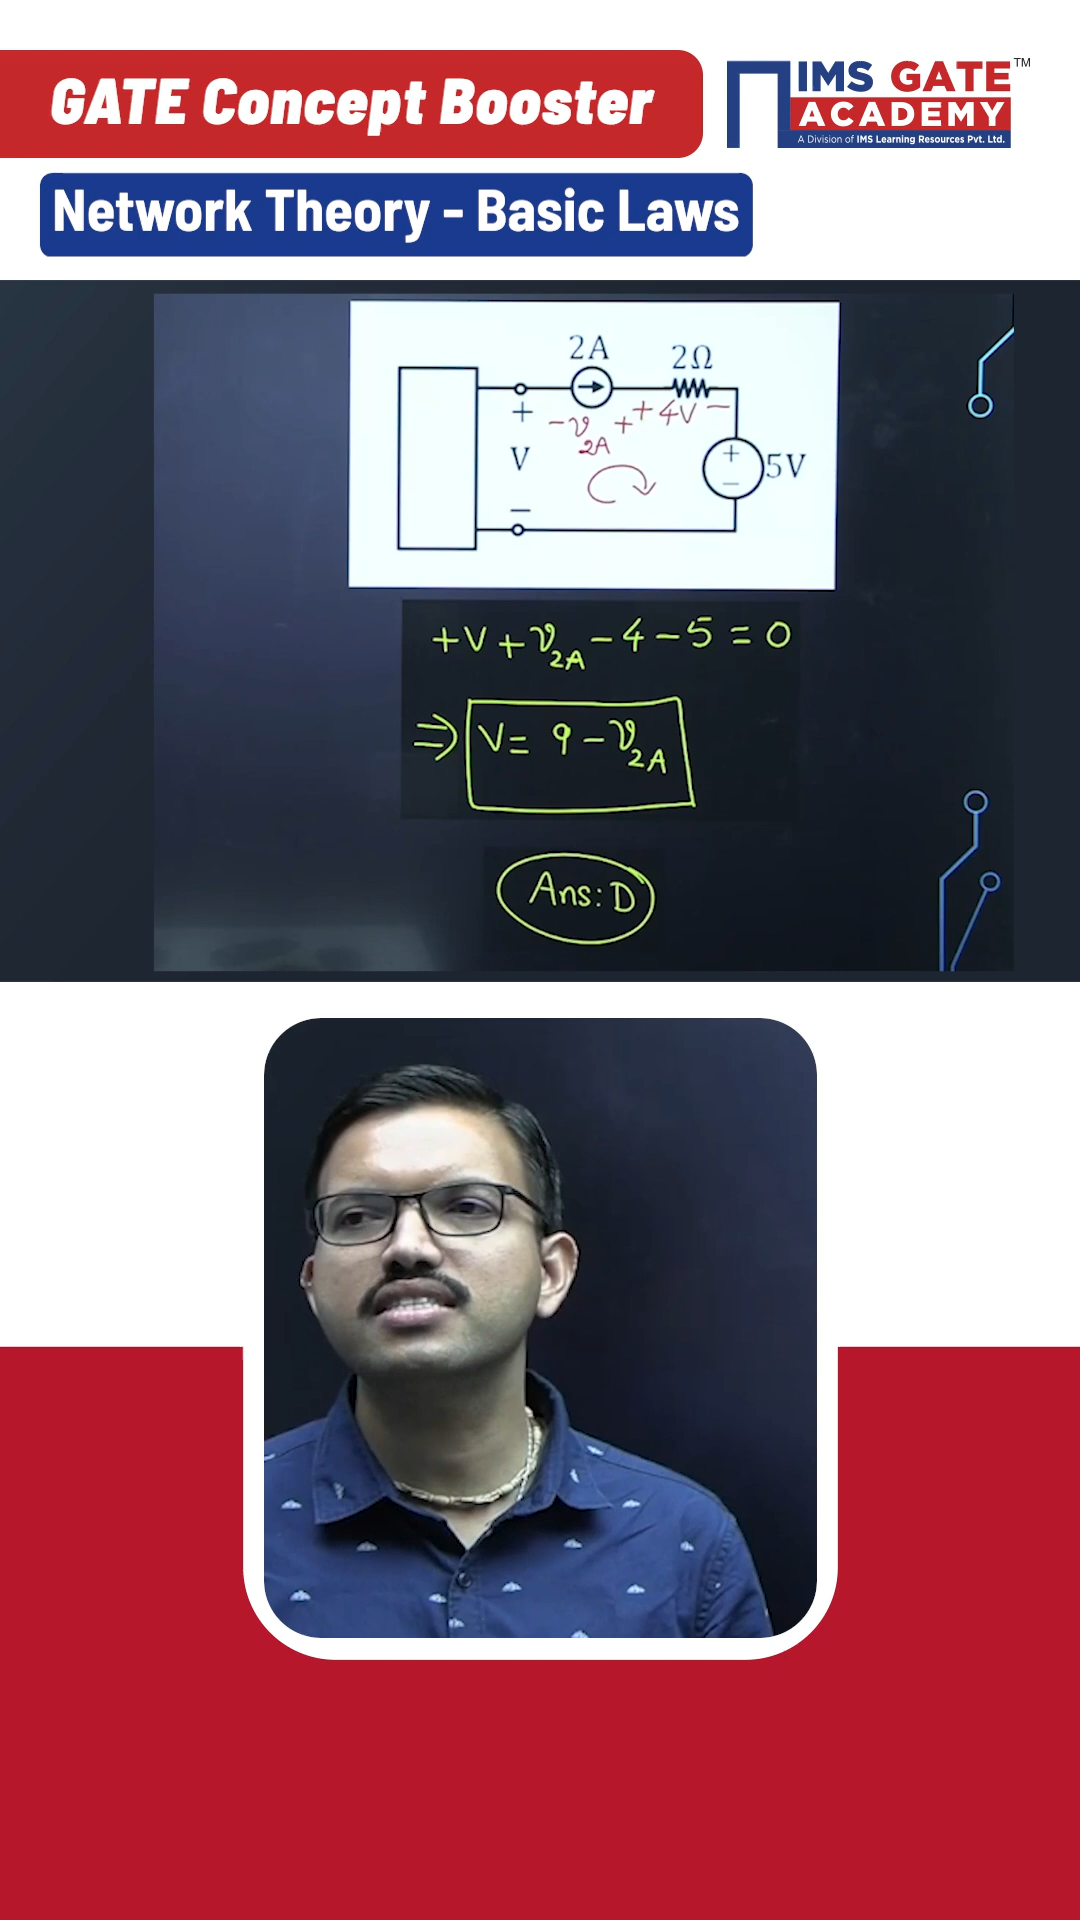 GATE Concept Booster
IMS GATE ACADEMY TM
A Division of IMS Learning Resources Pvt. Ltd.
Network Theory - Basic Laws
2A
2Ω
+
- v2A +
+ 4V -
V
+
-
5V
-
+V + v2A - 4 - 5 = 0
⇒ V = 9 - v2A
Ans: D